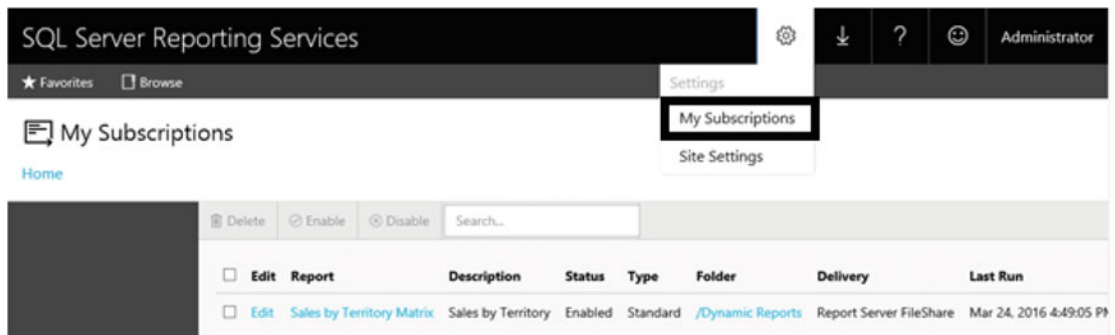 SQL Server Reporting Services
Administrator
Favorites Browse
Settings
My Subscriptions
My Subscriptions
Site Settings
Home
Delete Enable Disable Search...
Edit Report Description Status Type Folder Delivery Last Run
Edit Sales by Territory Matrix Sales by Territory Enabled Standard /Dynamic Reports Report Server FileShare Mar 24, 2016 4:49:05 PM